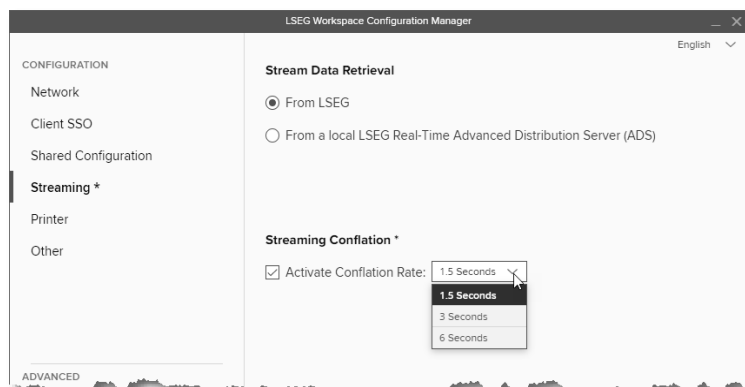 LSEG Workspace Configuration Manager
English
CONFIGURATION
Network
Client SSO
Shared Configuration
Streaming *
Printer
Other
ADVANCED
Stream Data Retrieval
From LSEG
From a local LSEG Real-Time Advanced Distribution Server (ADS)
Streaming Conflation *
Activate Conflation Rate: 1.5 Seconds
1.5 Seconds
3 Seconds
6 Seconds